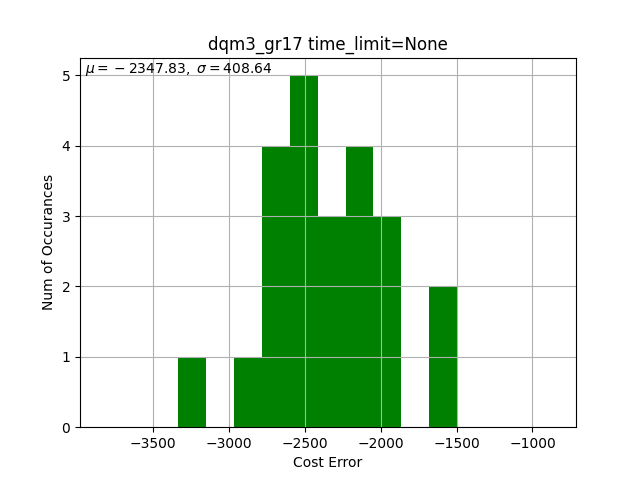 dqm3_gr17 time_limit=None
μ = −2347.83, σ = 408.64
5
4
3
2
1
0
Num of Occurances
−3500 −3000 −2500 −2000 −1500 −1000
Cost Error